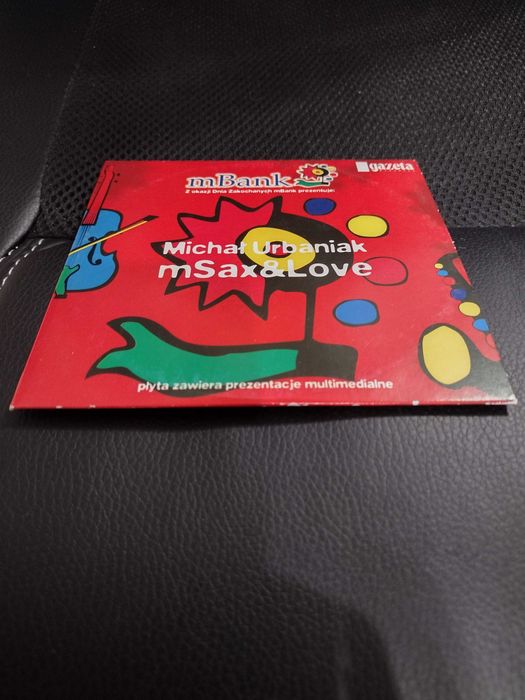 mBank
gazeta
Z okazji Dnia Zakochanych mBank prezentuje:
Michał Urbaniak
mSax&Love
płyta zawiera prezentacje multimedialne